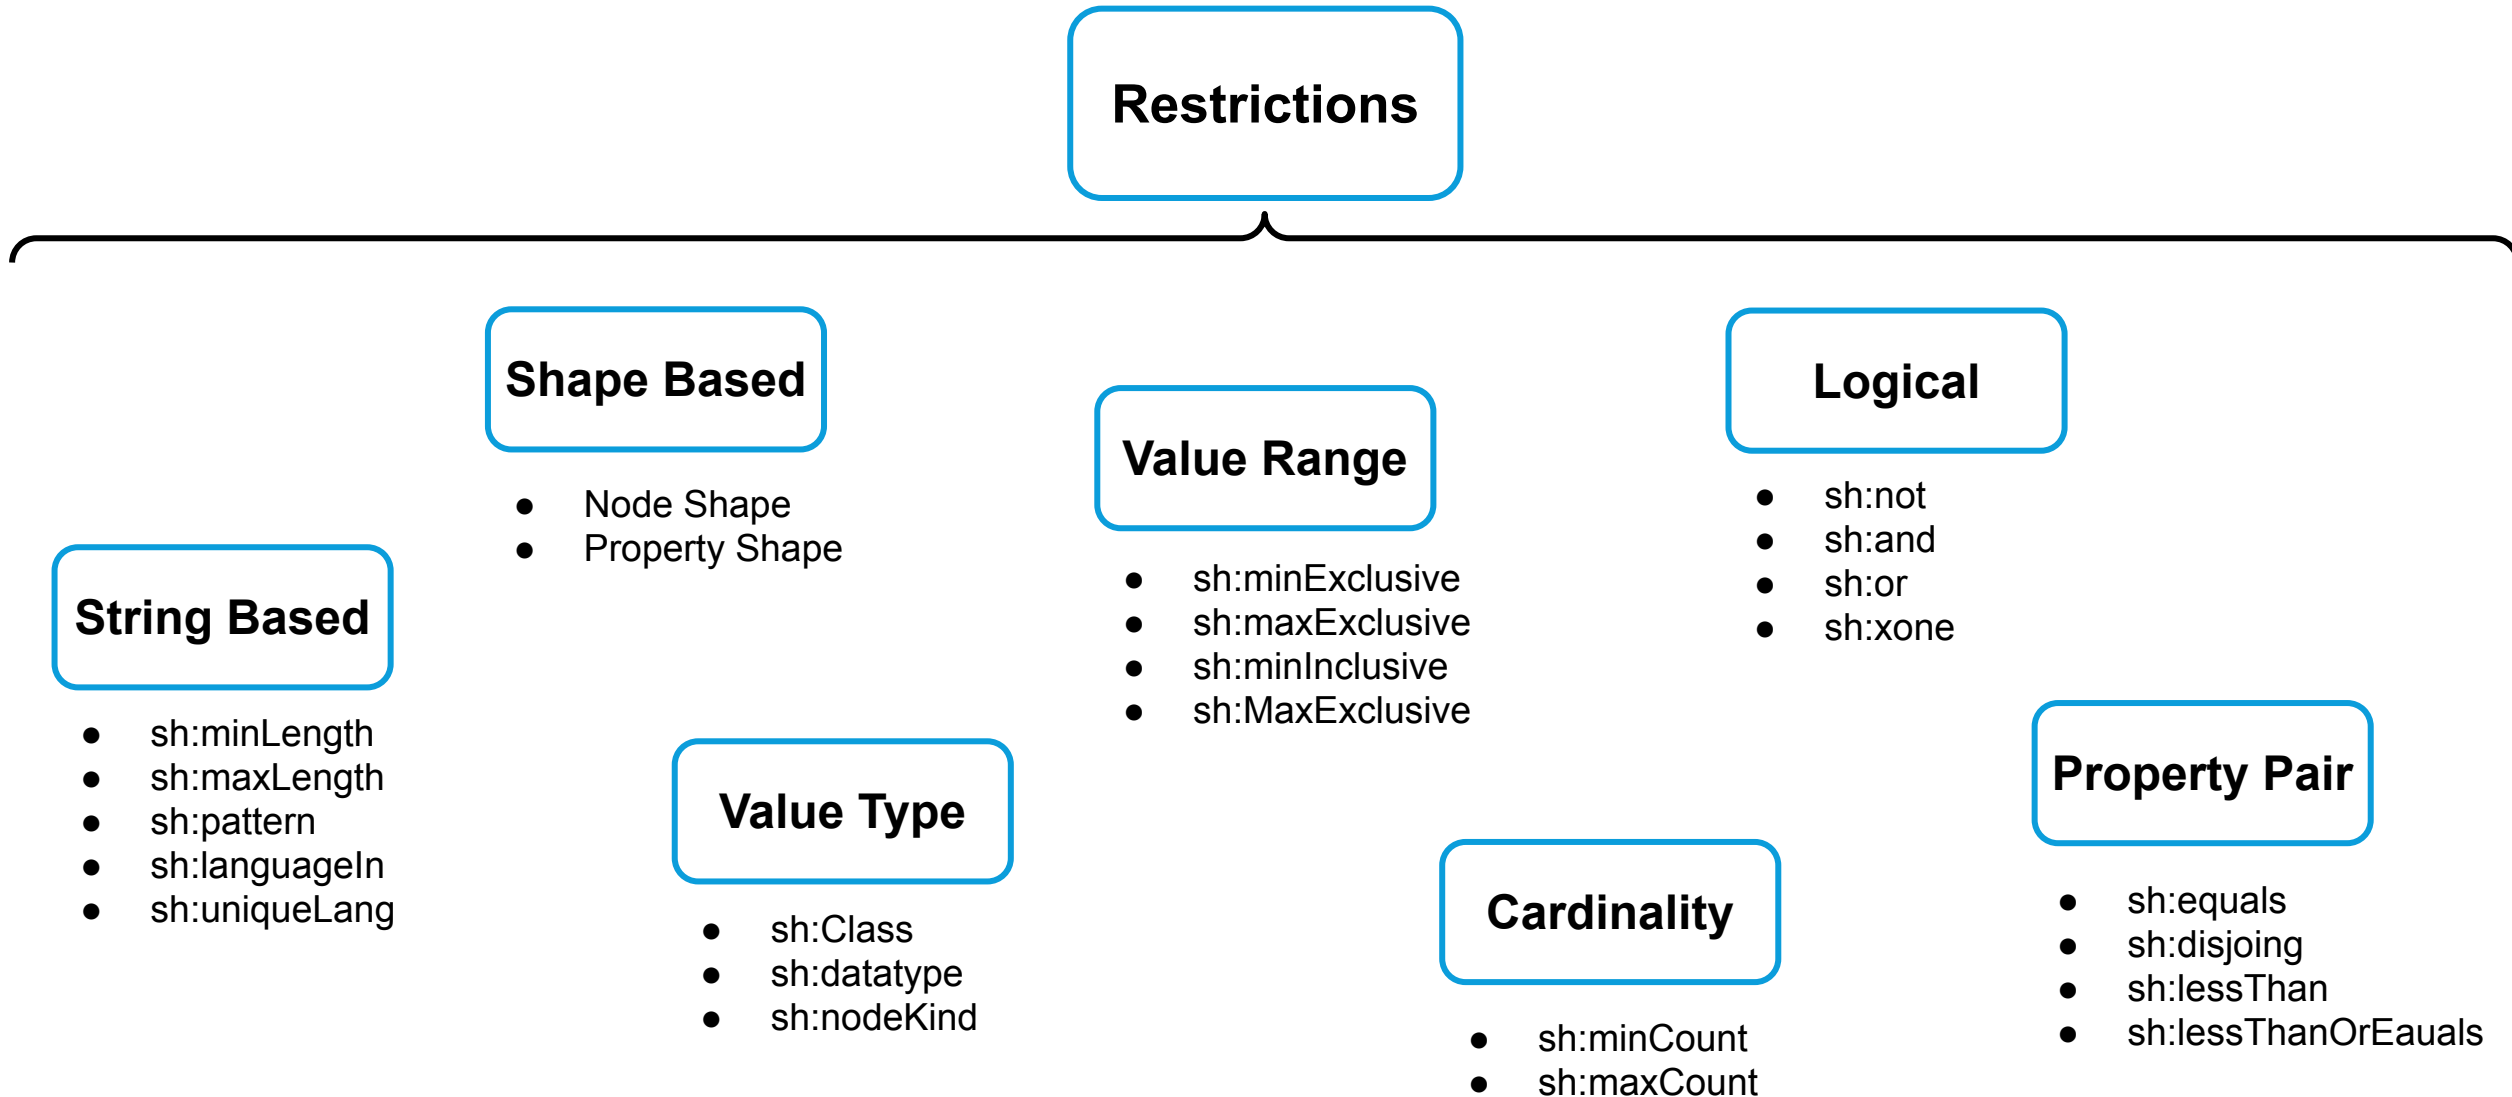 Restrictions
String Based
● sh:minLength
● sh:maxLength
● sh:pattern
● sh:languageIn
● sh:uniqueLang
Shape Based
● Node Shape
● Property Shape
Value Type
● sh:Class
● sh:datatype
● sh:nodeKind
Value Range
● sh:minExclusive
● sh:maxExclusive
● sh:minInclusive
● sh:MaxExclusive
Cardinality
● sh:minCount
● sh:maxCount
Logical
● sh:not
● sh:and
● sh:or
● sh:xone
Property Pair
● sh:equals
● sh:disjoing
● sh:lessThan
● sh:lessThanOrEauals